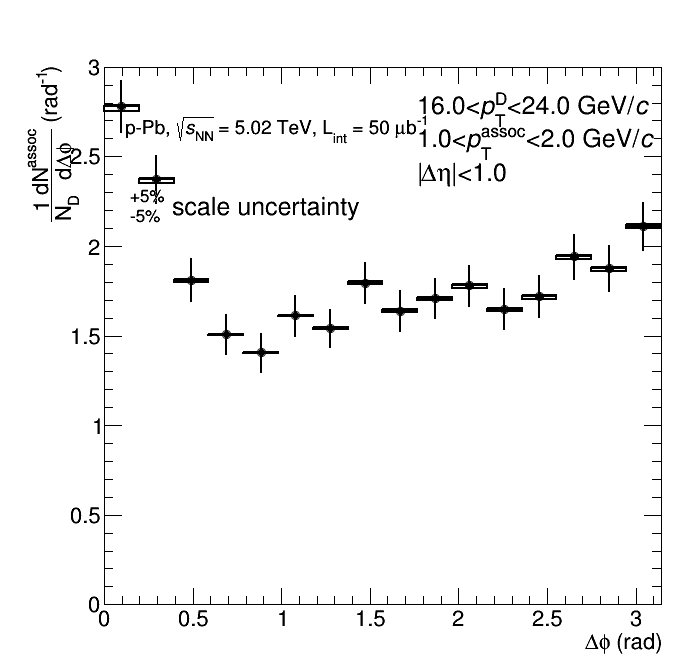 1 dN^assoc
N_D dΔϕ (rad^-1)
3
2.5
2
1.5
1
0.5
0
p-Pb, √s_NN = 5.02 TeV, L_int = 50 μb^-1
16.0<p_T^D<24.0 GeV/c
1.0<p_T^assoc<2.0 GeV/c
|Δη|<1.0
+5%
-5% scale uncertainty
0 0.5 1 1.5 2 2.5 3
Δϕ (rad)